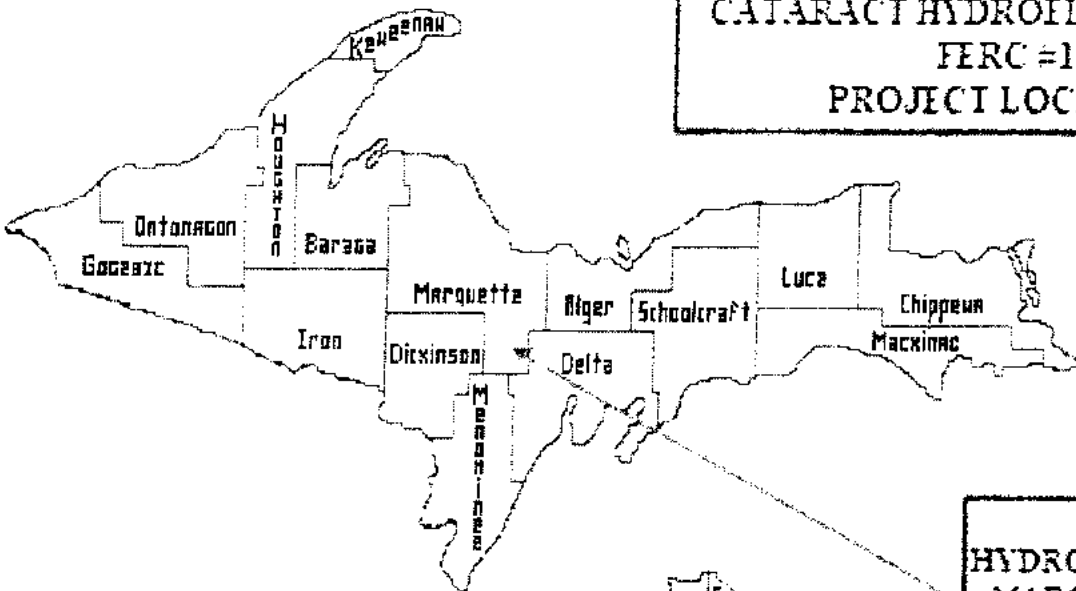 CATARACT HYDROEL
FERC #1
PROJECT LOC
Keweenaw
Houghton
Ontonagon
Baraga
Gogebic
Marquette
Alger
Schoolcraft
Luce
Chippewa
Mackinac
Iron
Dickinson
Delta
Menominee
HYDRO